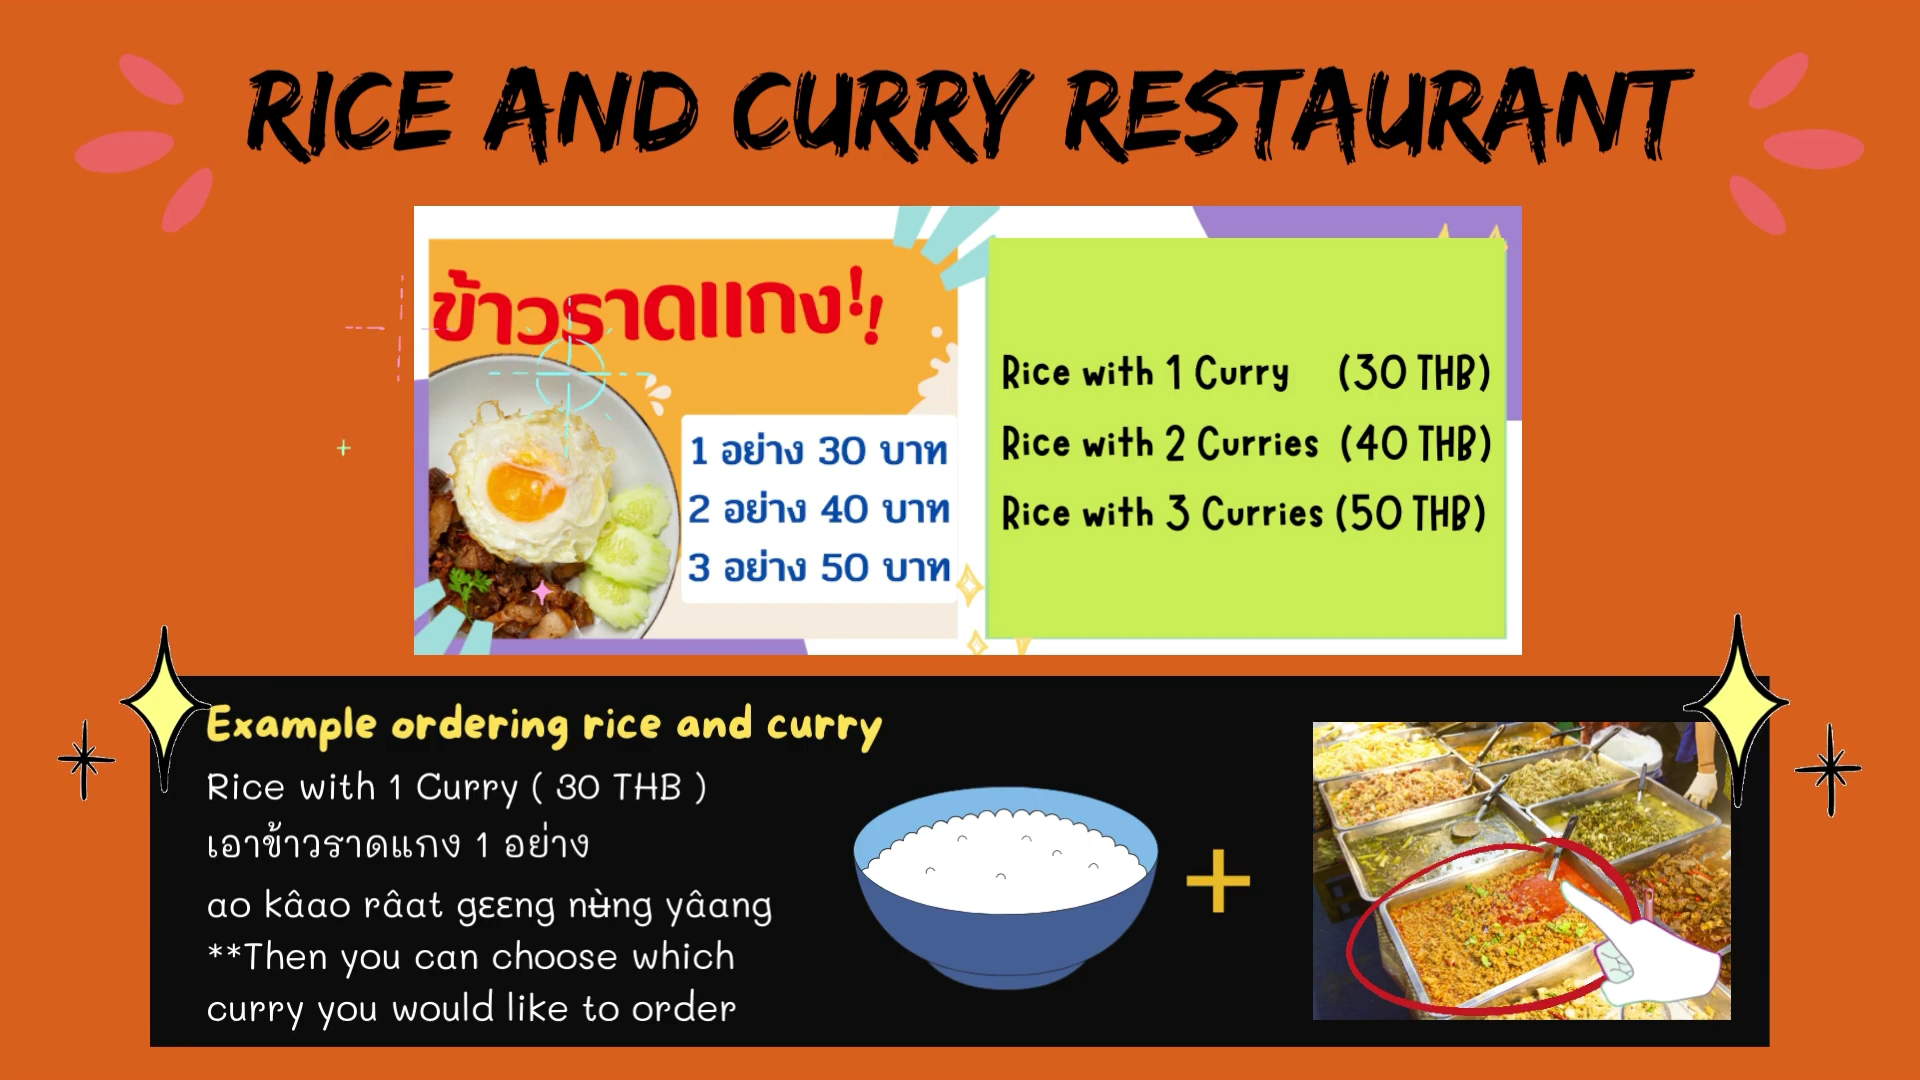 RICE AND CURRY RESTAURANT
ข้าวราดแกง!!
1 อย่าง 30 บาท
2 อย่าง 40 บาท
3 อย่าง 50 บาท
Rice with 1 Curry (30 THB)
Rice with 2 Curries (40 THB)
Rice with 3 Curries (50 THB)
Example ordering rice and curry
Rice with 1 Curry ( 30 THB )
เอาข้าวราดแกง 1 อย่าง
ao kâao râat gɛɛng nʉ̀ng yâang
**Then you can choose which
curry you would like to order